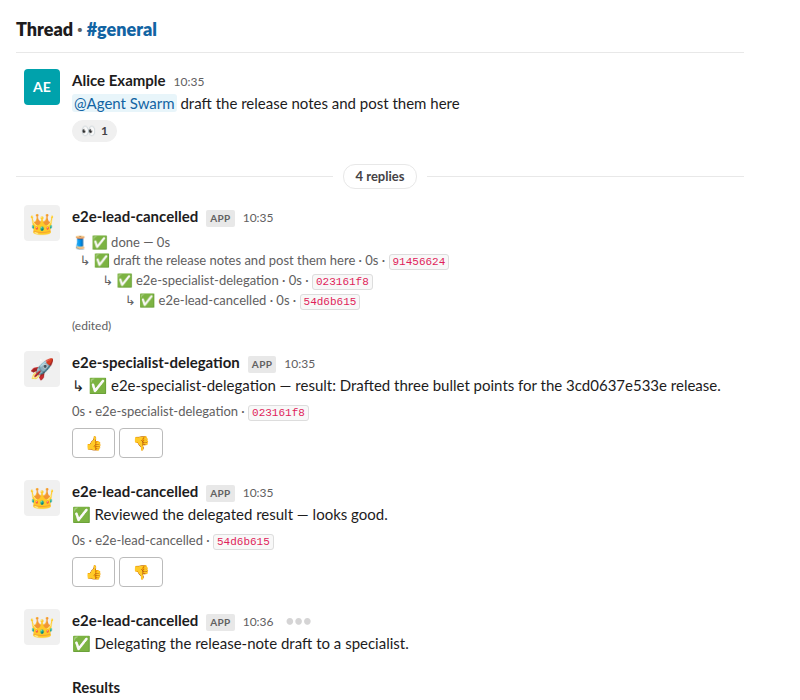 Thread • #general
AE
Alice Example 10:35
@Agent Swarm draft the release notes and post them here
👀 1
4 replies
e2e-lead-cancelled APP 10:35
🧵 ✅ done — 0s
↳ ✅ draft the release notes and post them here · 0s · 91456624
↳ ✅ e2e-specialist-delegation · 0s · 023161f8
↳ ✅ e2e-lead-cancelled · 0s · 54d6b615
(edited)
e2e-specialist-delegation APP 10:35
↳ ✅ e2e-specialist-delegation — result: Drafted three bullet points for the 3cd0637e533e release.
0s · e2e-specialist-delegation · 023161f8
👍 👎
e2e-lead-cancelled APP 10:35
✅ Reviewed the delegated result — looks good.
0s · e2e-lead-cancelled · 54d6b615
👍 👎
e2e-lead-cancelled APP 10:36
✅ Delegating the release-note draft to a specialist.
Results